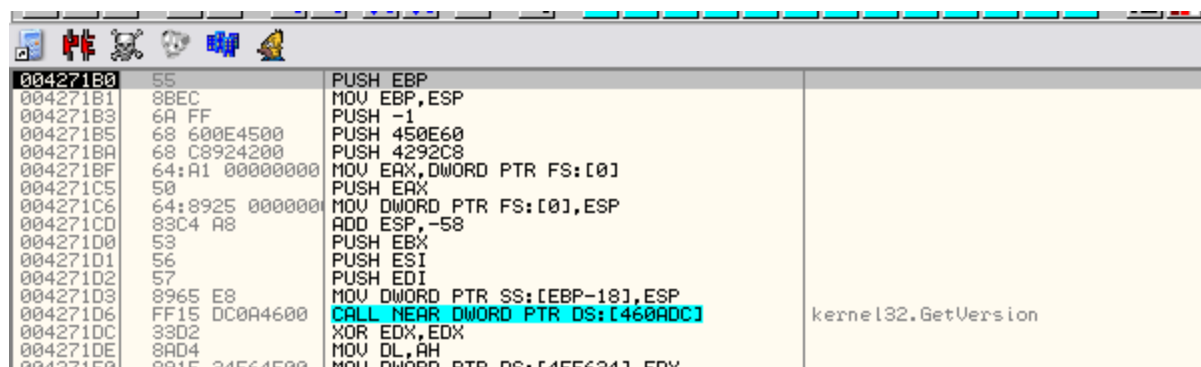 004271B0 55 PUSH EBP
004271B1 8BEC MOV EBP,ESP
004271B3 6A FF PUSH -1
004271B5 68 600E4500 PUSH 450E60
004271BA 68 C8924200 PUSH 4292C8
004271BF 64:A1 00000000 MOV EAX,DWORD PTR FS:[0]
004271C5 50 PUSH EAX
004271C6 64:8925 0000000 MOV DWORD PTR FS:[0],ESP
004271CD 83C4 A8 ADD ESP,-58
004271D0 53 PUSH EBX
004271D1 56 PUSH ESI
004271D2 57 PUSH EDI
004271D3 8965 E8 MOV DWORD PTR SS:[EBP-18],ESP
004271D6 FF15 DC0A4600 CALL NEAR DWORD PTR DS:[460ADC] kernel32.GetVersion
004271DC 33D2 XOR EDX,EDX
004271DE 8AD4 MOV DL,AH